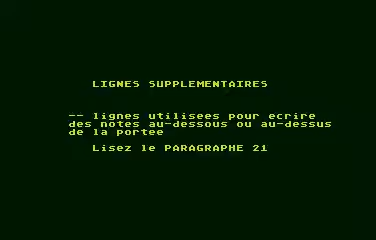 LIGNES SUPPLEMENTAIRES
-- lignes utilisees pour ecrire
des notes au-dessous ou au-dessus
de la portee
Lisez le PARAGRAPHE 21